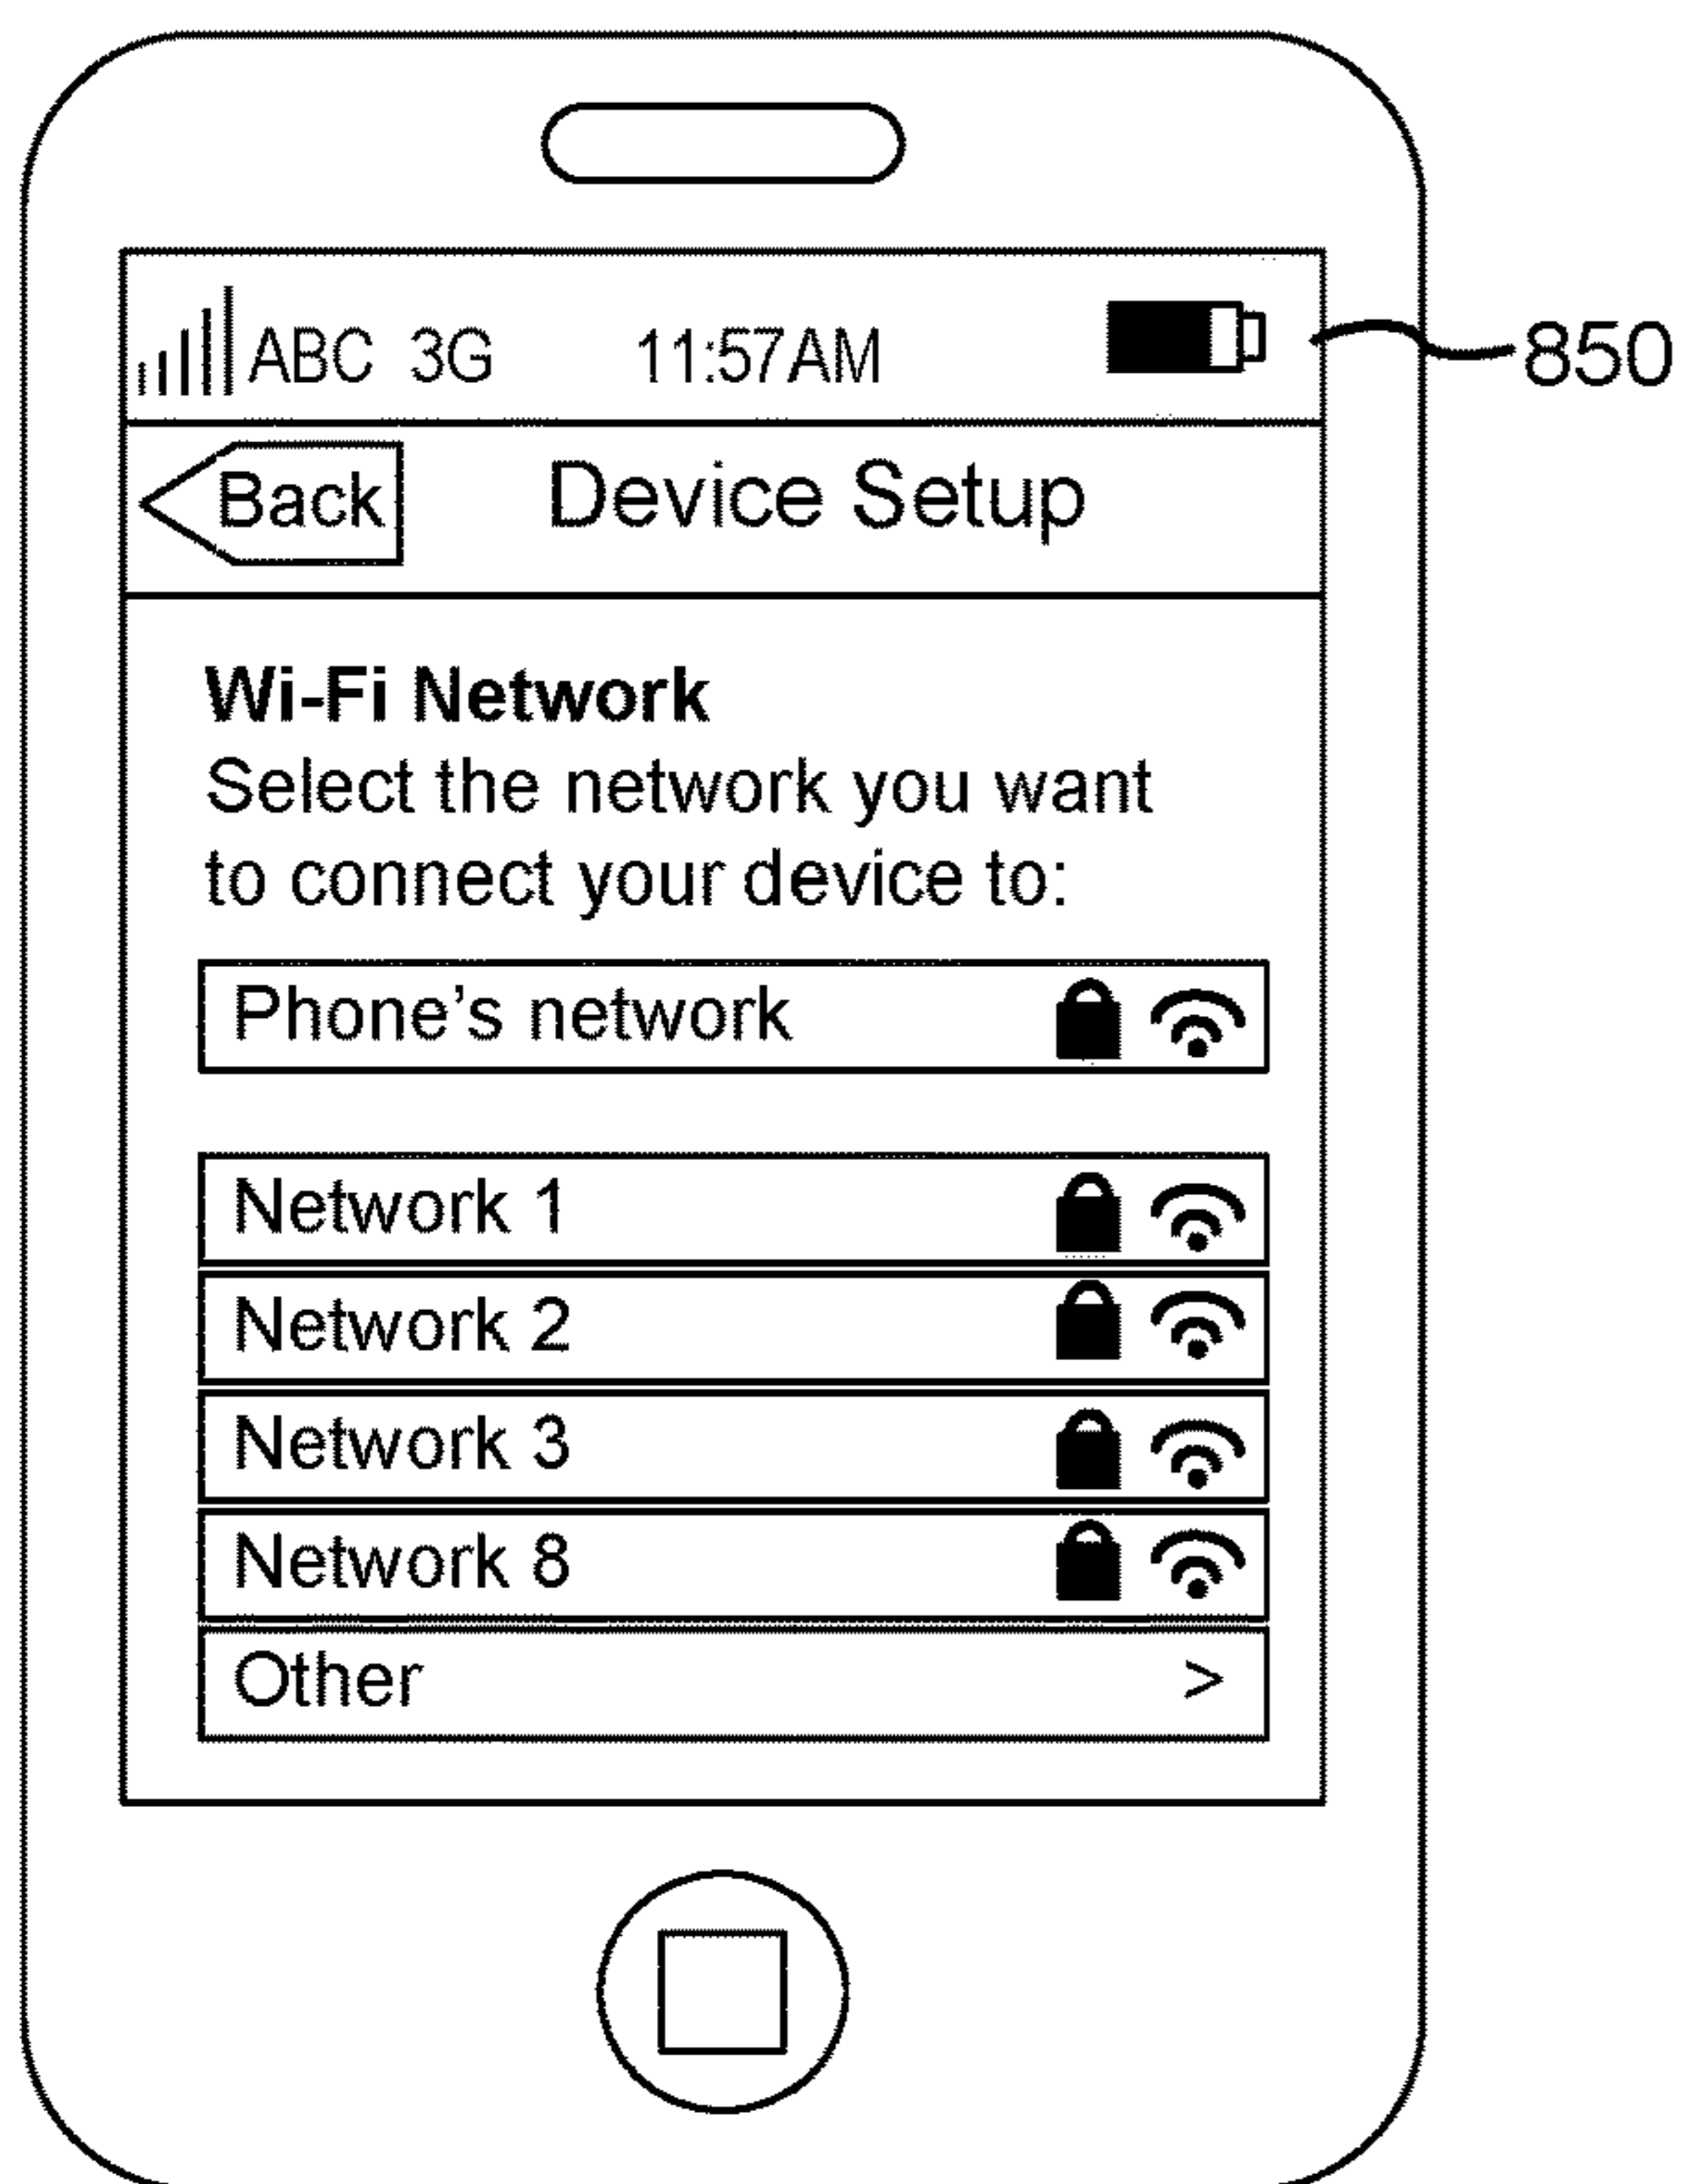 ABC 3G 11:57AM
850
Back Device Setup
Wi-Fi Network
Select the network you want
to connect your device to:
Phone's network
Network 1
Network 2
Network 3
Network 8
Other >